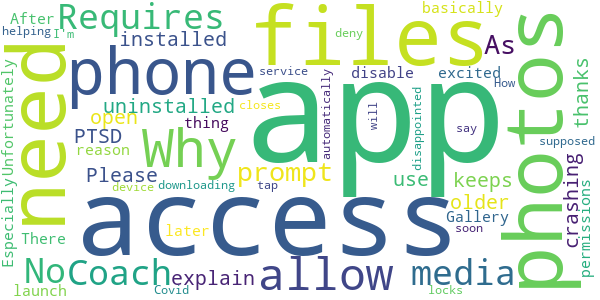 deny
basically
After
Requires
files
helping
I'm
As
installed
phone
service
disable
excited
How
Why
app
need
photos
Unfortunately
Especially
uninstalled
automatically
will
disappointed
thanks
closes
open
thing
say
supposed
PTSD
reason
prompt
Please
use
keeps
crashing
permissions
device
downloading
tap
older
access
later
Gallery
soon
There
No
Coach
explain
allow
media
launch
Covid
locks